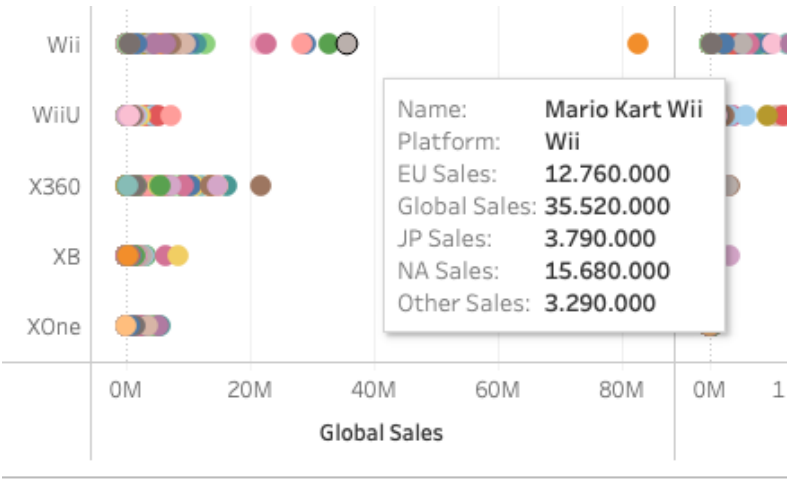 Wii
WiiU
X360
XB
XOne
Name: Mario Kart Wii
Platform: Wii
EU Sales: 12.760.000
Global Sales: 35.520.000
JP Sales: 3.790.000
NA Sales: 15.680.000
Other Sales: 3.290.000
0M 20M 40M 60M 80M 0M 1
Global Sales